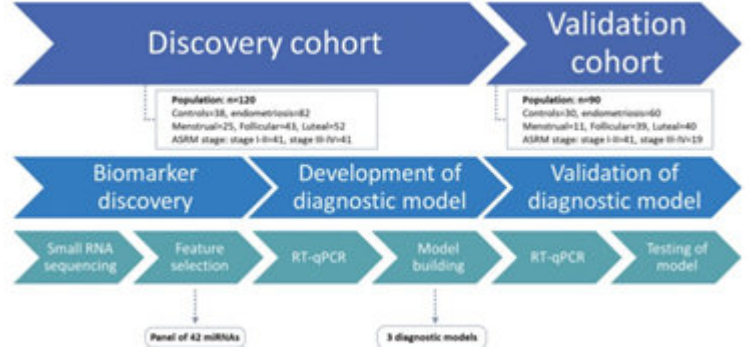 Discovery cohort
Validation
cohort
Population: n=120
Controls=38, endometriosis=82
Menstrual=25, Follicular=43, Luteal=52
ASRM stage: stage I-II=41, stage III-IV=41
Population: n=90
Controls=30, endometriosis=60
Menstrual=11, Follicular=39, Luteal=40
ASRM stage: stage I-II=41, stage III-IV=19
Biomarker
discovery
Development of
diagnostic model
Validation of
diagnostic model
Small RNA
sequencing
Feature
selection
RT-qPCR
Model
building
RT-qPCR
Testing of
model
Panel of 42 miRNAs
3 diagnostic models